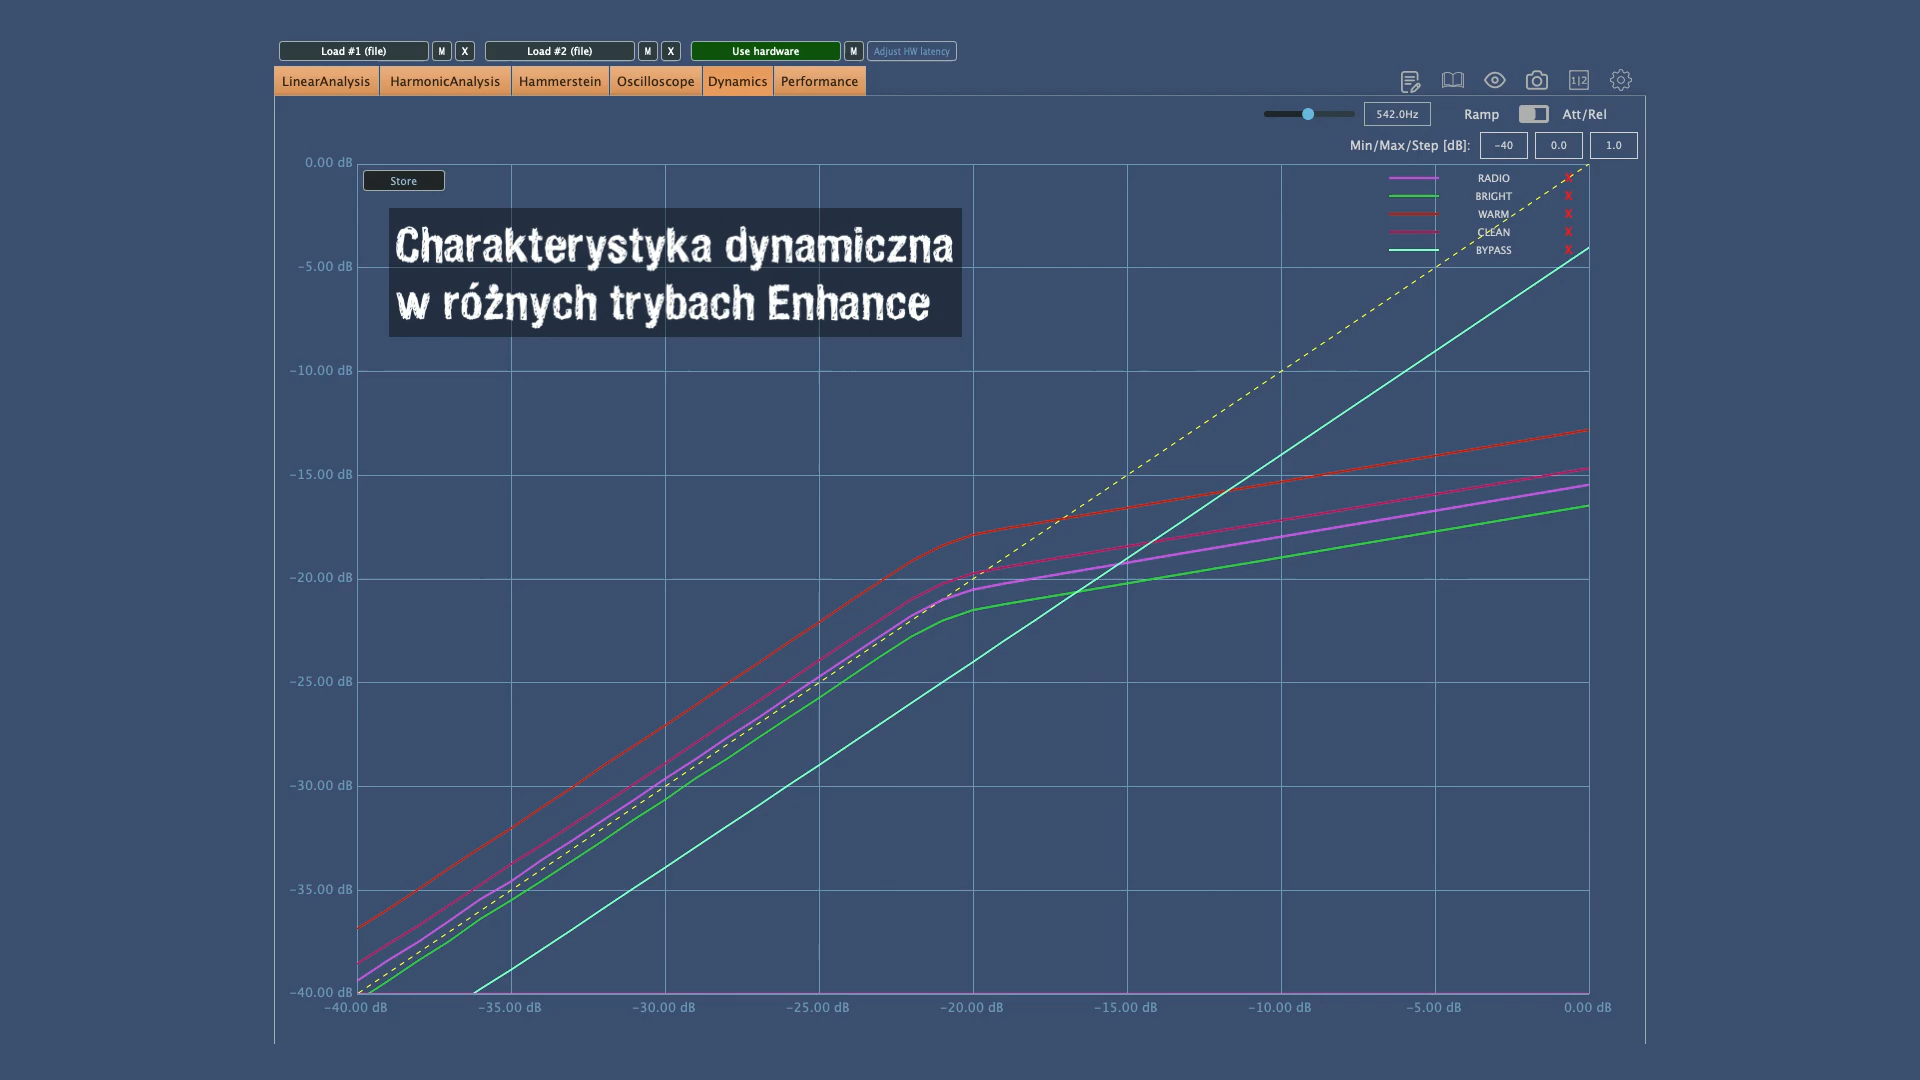 Load #1 (file) M X Load #2 (file) M X Use hardware M Adjust HW latency
LinearAnalysis HarmonicAnalysis Hammerstein Oscilloscope Dynamics Performance 1|2
542.0Hz Ramp Att/Rel
Min/Max/Step [dB]: -40 0.0 1.0
Store
Charakterystyka dynamiczna
w różnych trybach Enhance
RADIO X
BRIGHT X
WARM X
CLEAN X
BYPASS X
0.00 dB
-5.00 dB
-10.00 dB
-15.00 dB
-20.00 dB
-25.00 dB
-30.00 dB
-35.00 dB
-40.00 dB
-40.00 dB -35.00 dB -30.00 dB -25.00 dB -20.00 dB -15.00 dB -10.00 dB -5.00 dB 0.00 dB